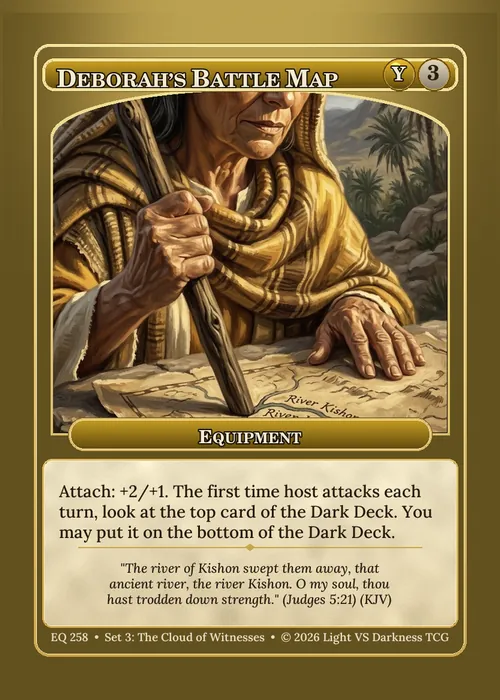 Deborah's Battle Map Y 3
River Kishon
River
Equipment
Attach: +2/+1. The first time host attacks each
turn, look at the top card of the Dark Deck. You
may put it on the bottom of the Dark Deck.
"The river of Kishon swept them away, that
ancient river, the river Kishon. O my soul, thou
hast trodden down strength." (Judges 5:21) (KJV)
EQ 258 • Set 3: The Cloud of Witnesses • © 2026 Light VS Darkness TCG